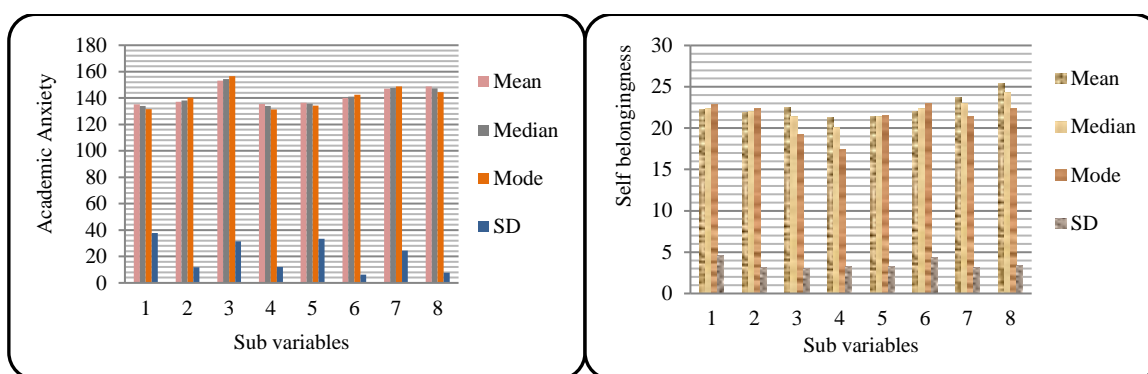 180
160
140
120
100
80
60
40
20
0
Academic Anxiety
1 2 3 4 5 6 7 8
Sub variables
Mean
Median
Mode
SD
30
25
20
15
10
5
0
Self belongingness
1 2 3 4 5 6 7 8
Sub variables
Mean
Median
Mode
SD